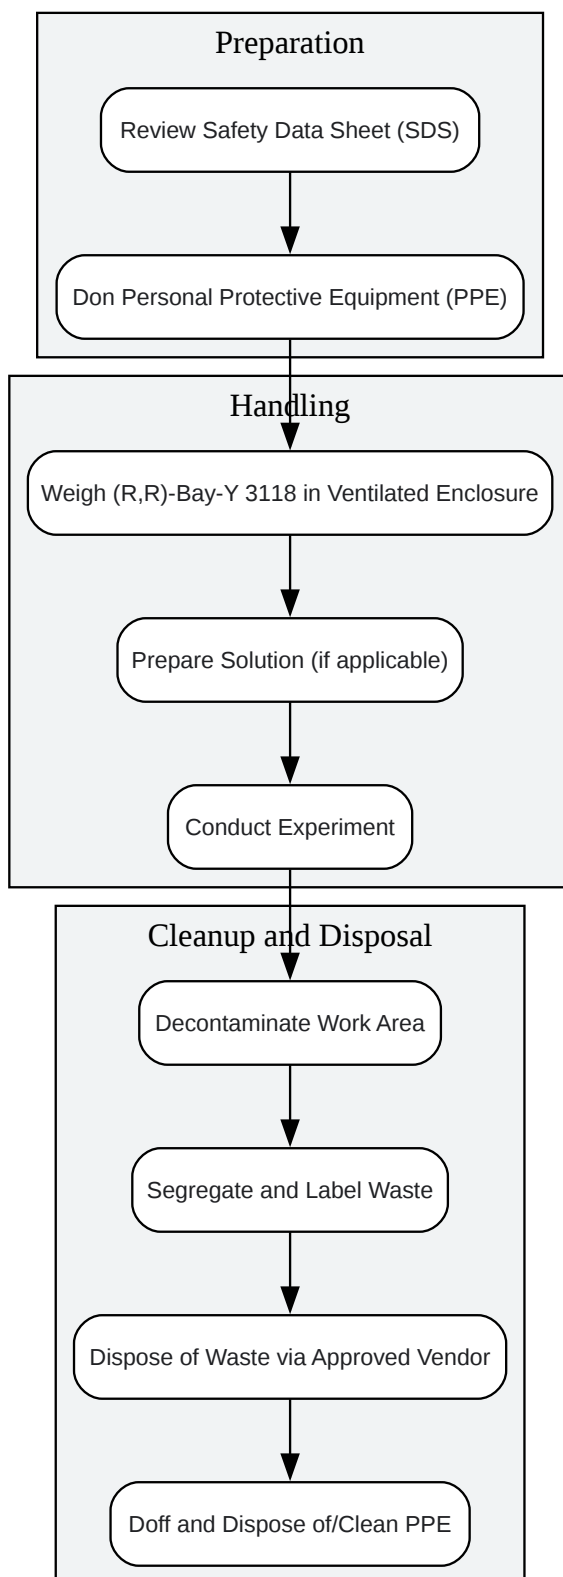 Preparation
Review Safety Data Sheet (SDS)
Don Personal Protective Equipment (PPE)
Handling
Weigh (R,R)-Bay-Y 3118 in Ventilated Enclosure
Prepare Solution (if applicable)
Conduct Experiment
Cleanup and Disposal
Decontaminate Work Area
Segregate and Label Waste
Dispose of Waste via Approved Vendor
Doff and Dispose of/Clean PPE